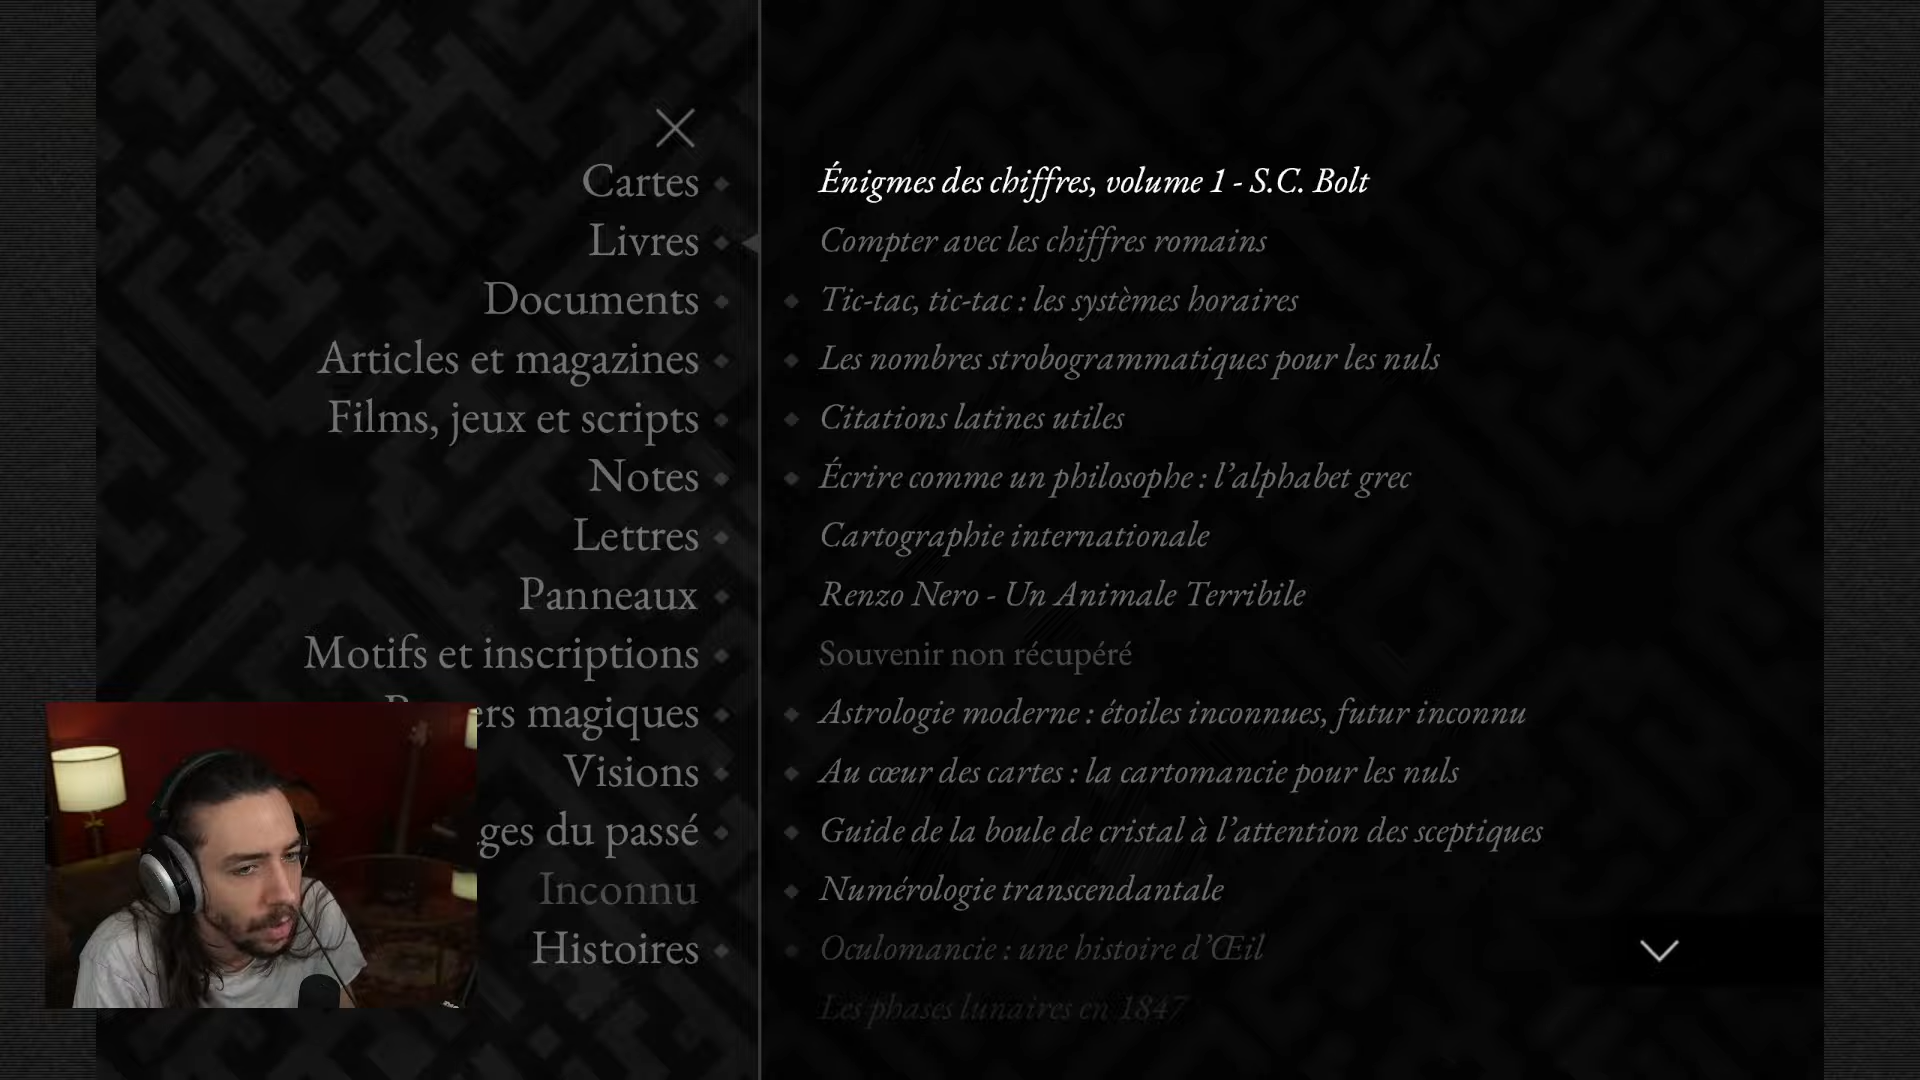 Cartes
Livres
Documents
Articles et magazines
Films, jeux et scripts
Notes
Lettres
Panneaux
Motifs et inscriptions
magiques
Visions
du passé
Inconnu
Histoires
Énigmes des chiffres, volume 1 - S.C. Bolt
Compter avec les chiffres romains
Tic-tac, tic-tac : les systèmes horaires
Les nombres strobogrammatiques pour les nuls
Citations latines utiles
Écrire comme un philosophe : l’alphabet grec
Cartographie internationale
Renzo Nero - Un Animale Terribile
Souvenir non récupéré
Astrologie moderne : étoiles inconnues, futur inconnu
Au cœur des cartes : la cartomancie pour les nuls
Guide de la boule de cristal à l’attention des sceptiques
Numérologie transcendantale
Oculomancie : une histoire d’Œil
Les phases lunaires en 1847